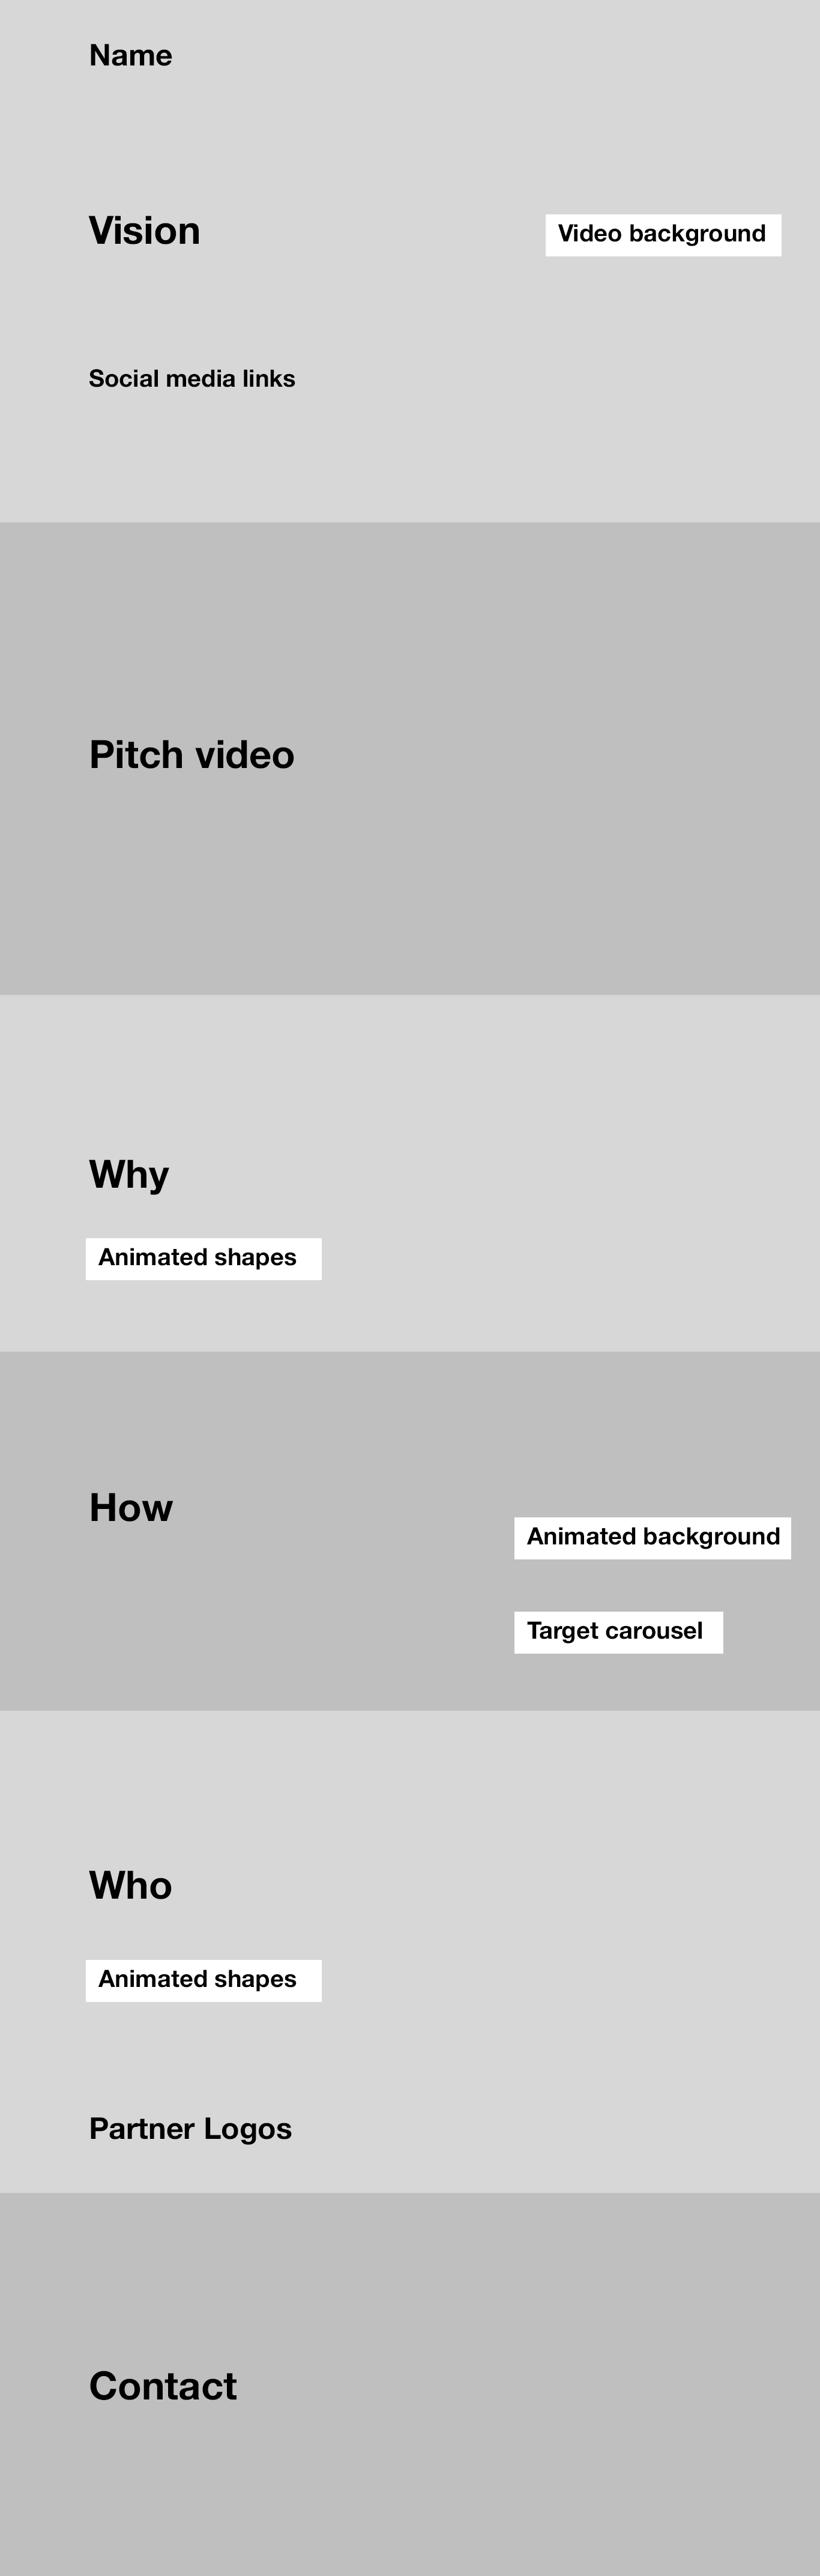 Name
Vision
Video background
Social media links
Pitch video
Why
Animated shapes
How
Animated background
Target carousel
Who
Animated shapes
Partner Logos
Contact